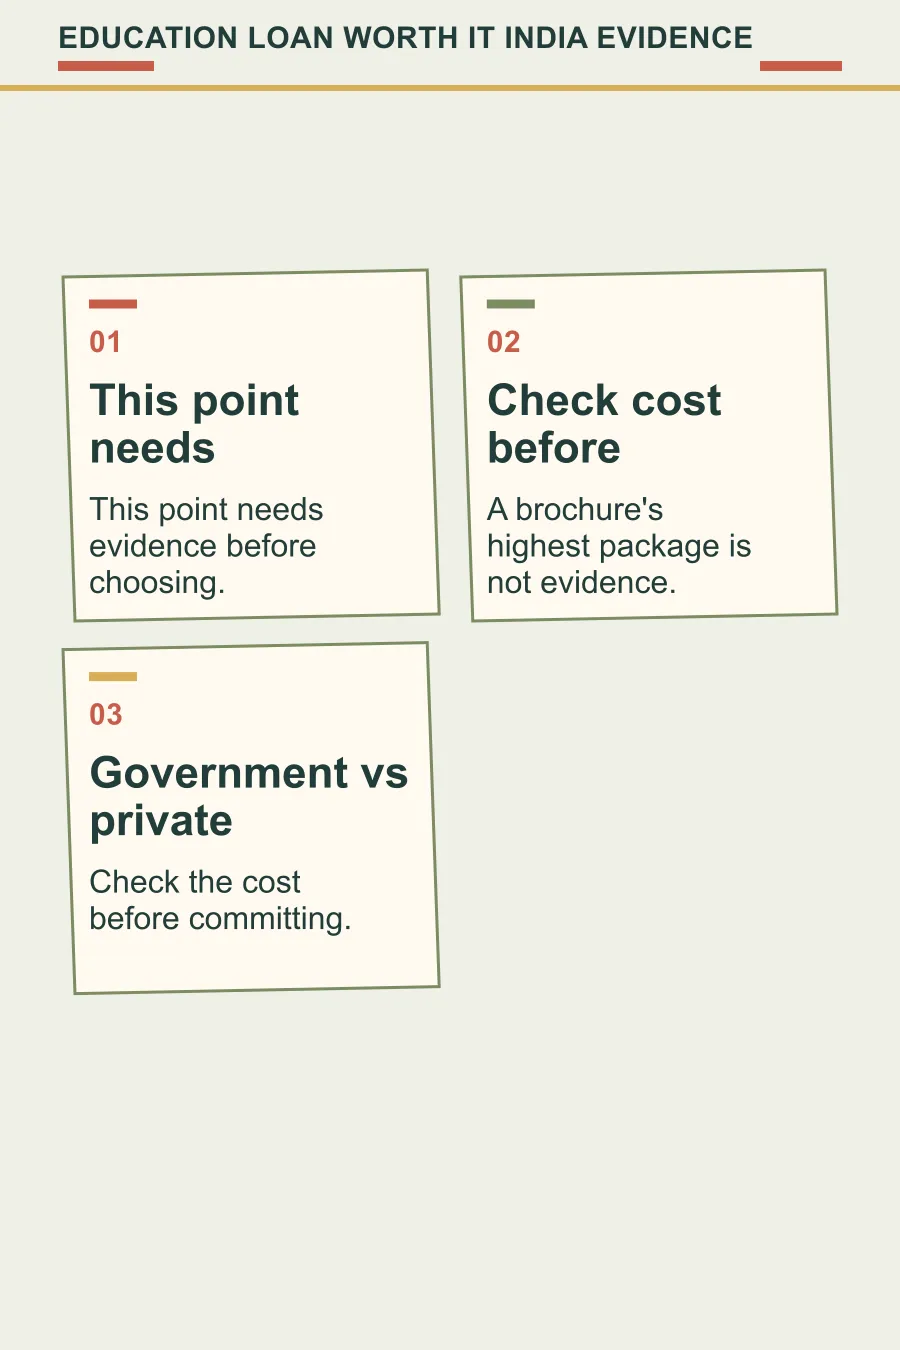 EDUCATION LOAN WORTH IT INDIA EVIDENCE
01
This point
needs
This point needs
evidence before
choosing.
02
Check cost
before
A brochure's
highest package is
not evidence.
03
Government vs
private
Check the cost
before committing.